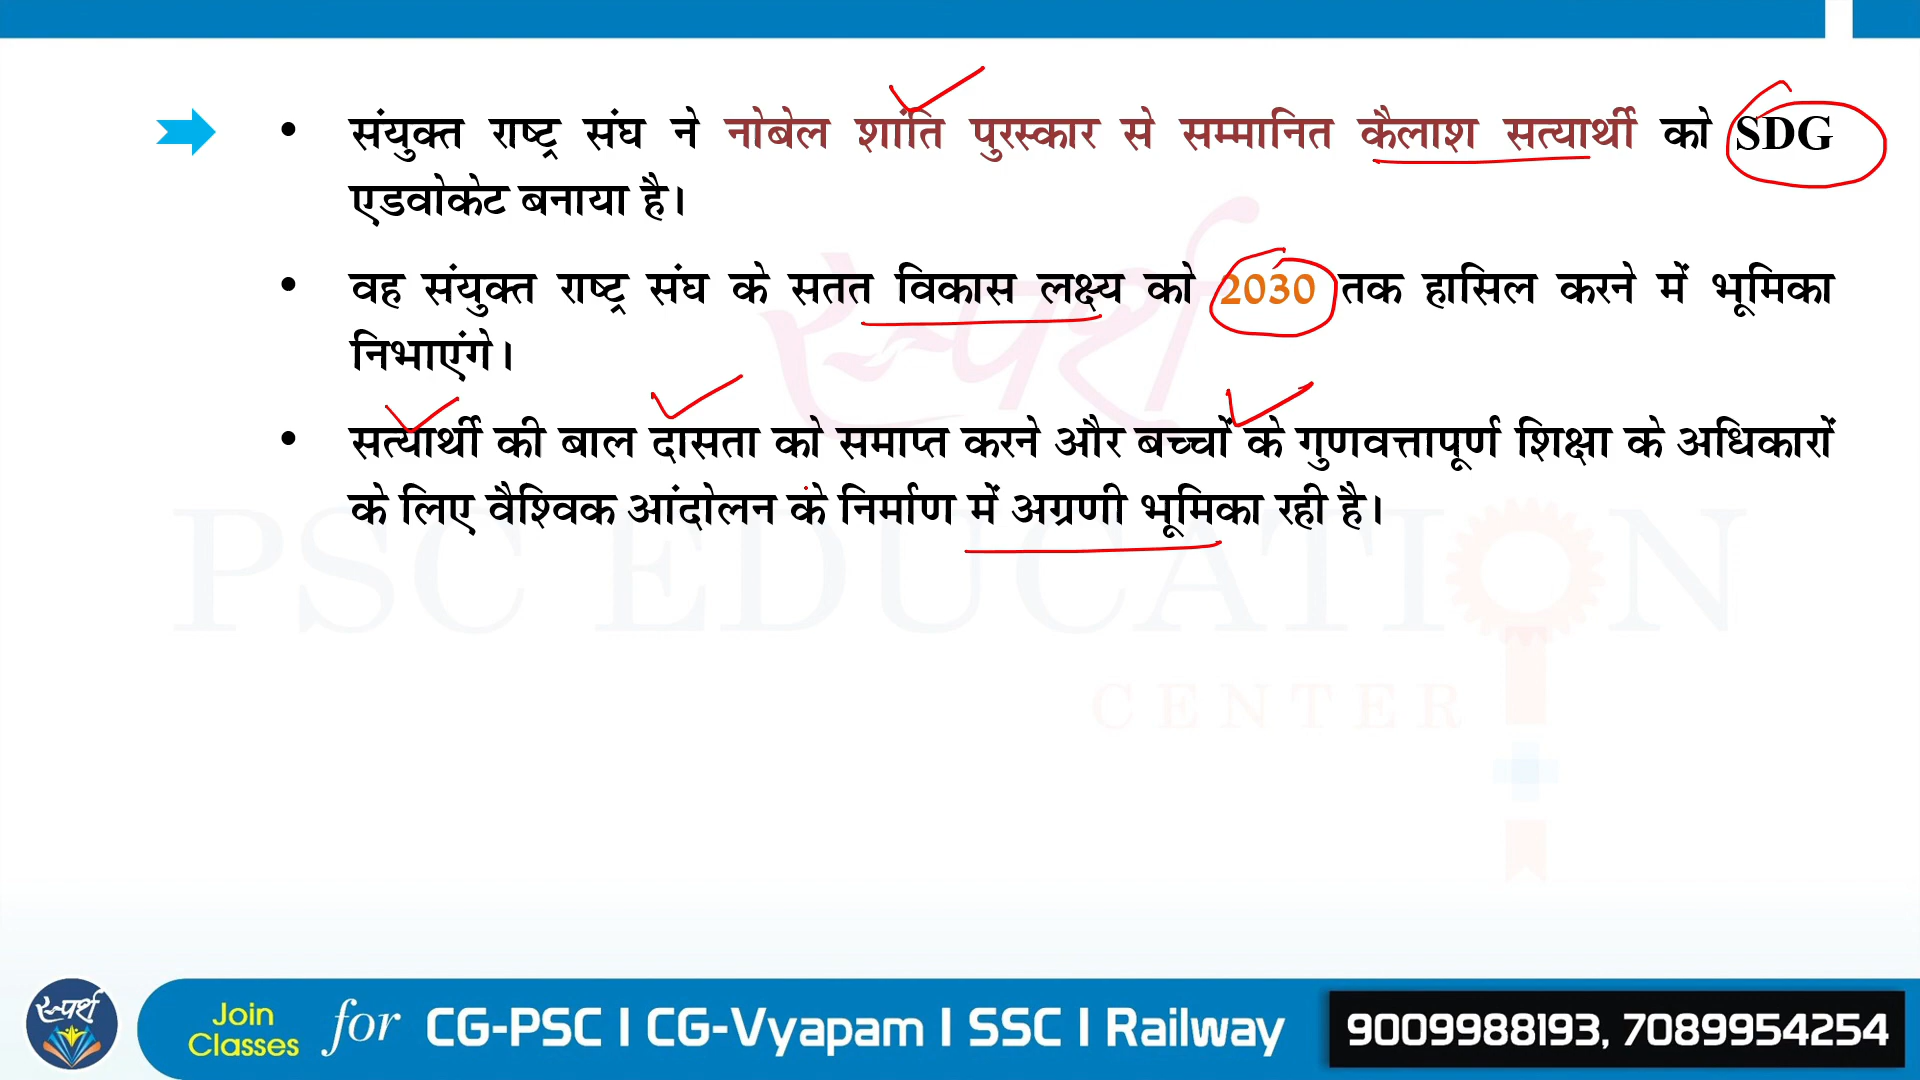 • संयुक्त राष्ट्र संघ ने नोबेल शांति पुरस्कार से सम्मानित कैलाश सत्यार्थी को SDG
एडवोकेट बनाया है।
• वह संयुक्त राष्ट्र संघ के सतत विकास लक्ष्य को 2030 तक हासिल करने में भूमिका
निभाएंगे।
• सत्यार्थी की बाल दासता को समाप्त करने और बच्चों के गुणवत्तापूर्ण शिक्षा के अधिकारों
के लिए वैश्विक आंदोलन के निर्माण में अग्रणी भूमिका रही है।
स्पर्श
PSC EDUCATION
CENTER
स्पर्श
Join
Classes
for CG-PSC I CG-Vyapam I SSC I Railway
9009988193, 7089954254